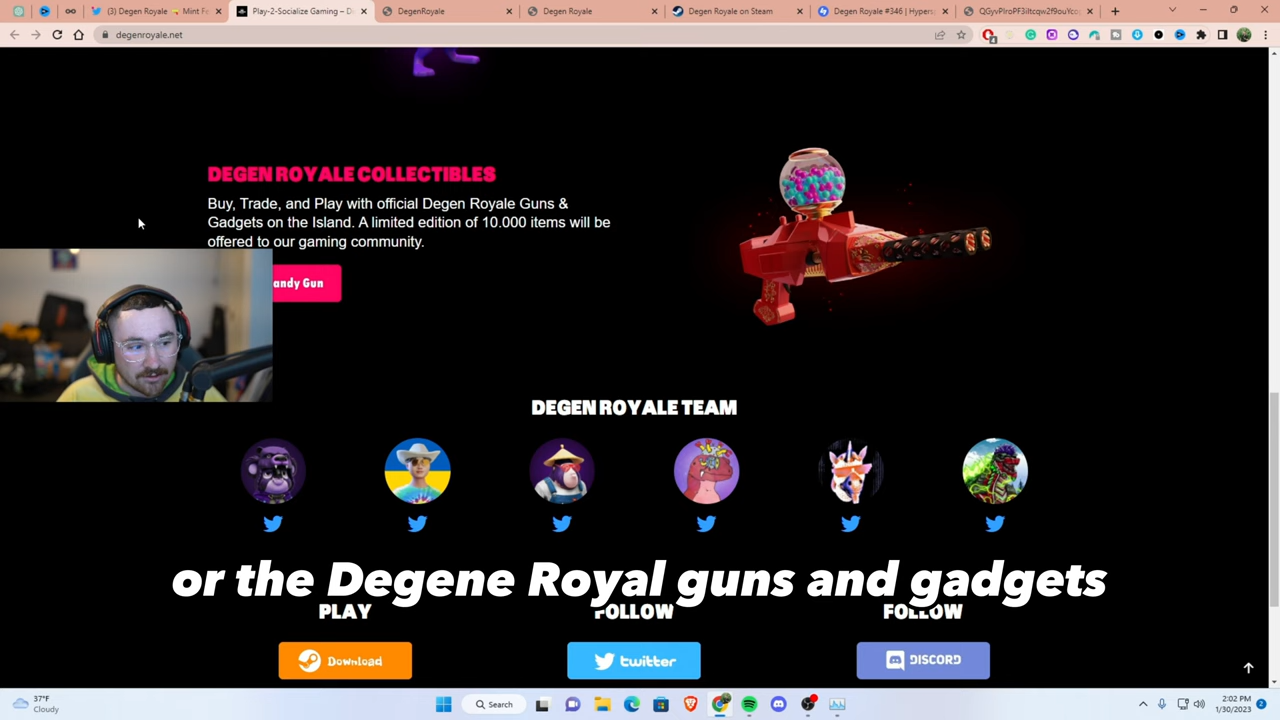 (3) Degen Royale 🔫 Mint Fe
Play-2-Socialize Gaming – D
DegenRoyale
Degen Royale
Degen Royale on Steam
Degen Royale #346 | Hypers
degenroyale.net
DEGEN ROYALE COLLECTIBLES
Buy, Trade, and Play with official Degen Royale Guns &
Gadgets on the Island. A limited edition of 10.000 items will be
offered to our gaming community.
andy Gun
DEGEN ROYALE TEAM
or the Degene Royal guns and gadgets
PLAY
FOLLOW
FOLLOW
Download
twitter
DISCORD
37°F
Cloudy
Search
2:02 PM
1/30/2023
2